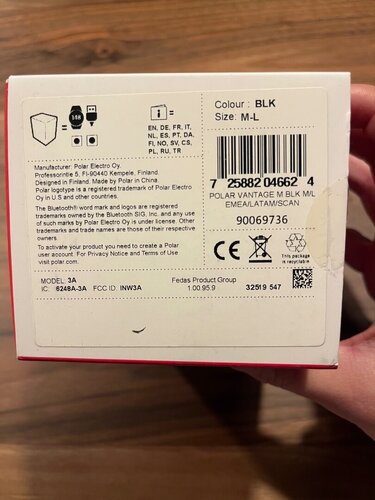 148
i =
EN, DE, FR, IT,
NL, ES, PT, DA,
FI, NO, SV, CS,
PL, RU, TR
Colour : BLK
Size: M-L
7 25882 04662 4
POLAR VANTAGE M BLK M/L
EMEA/LATAM/SCAN
90069736
Manufacturer: Polar Electro Oy.
Professorintie 5, FI-90440 Kempele, Finland.
Designed in Finland. Made by Polar in China
Polar logotype is a registered trademark of Polar Electro
Oy in U.S and other countries.
The Bluetooth® word mark and logos are registered
trademarks owned by the Bluetooth SIG, Inc. and any use
of such marks by Polar Electro Oy is under license. Other
trademarks and trade names are those of their respective
owners.
To activate your product you need to create a Polar
user account. For Privacy Notice and Terms of Use
visit polar.com.
CE
This package
is recyclable
MODEL: 3A
IC: 6248A-3A FCC ID: INW3A
Fedas Product Group
1.00.95.9
32519 547